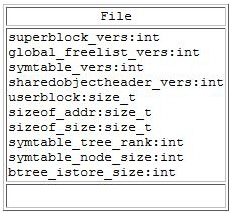 File
superblock_vers:int
global_freelist_vers:int
symtable_vers:int
sharedobjectheader_vers:int
userblock:size_t
sizeof_addr:size_t
sizeof_size:size_t
symtable_tree_rank:int
symtable_node_size:int
btree_istore_size:int